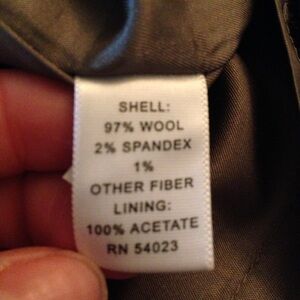 SHELL:
97% WOOL
2% SPANDEX
1%
OTHER FIBER
LINING:
100% ACETATE
RN 54023